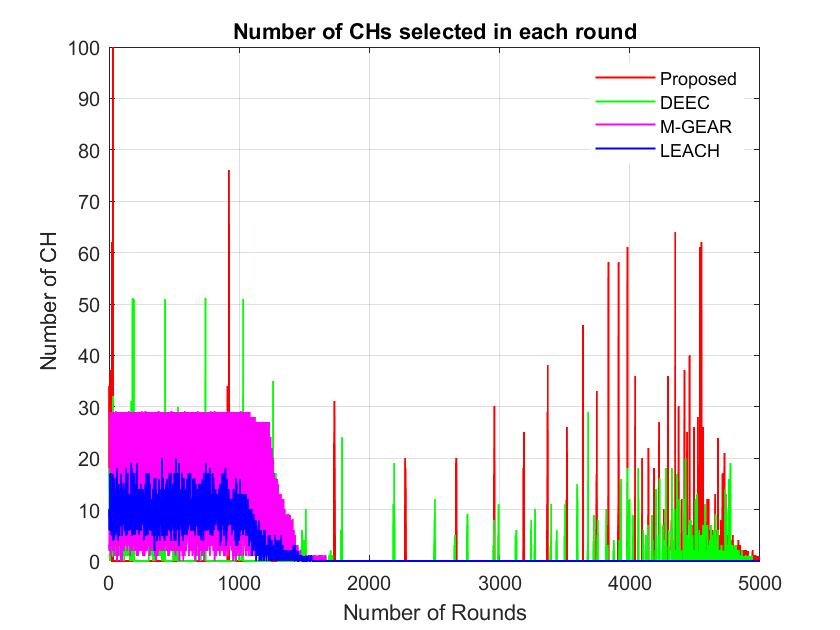 Number of CHs selected in each round
100
90
80
70
60
50
40
30
20
10
0
Number of CH
Proposed
DEEC
M-GEAR
LEACH
0 1000 2000 3000 4000 5000
Number of Rounds